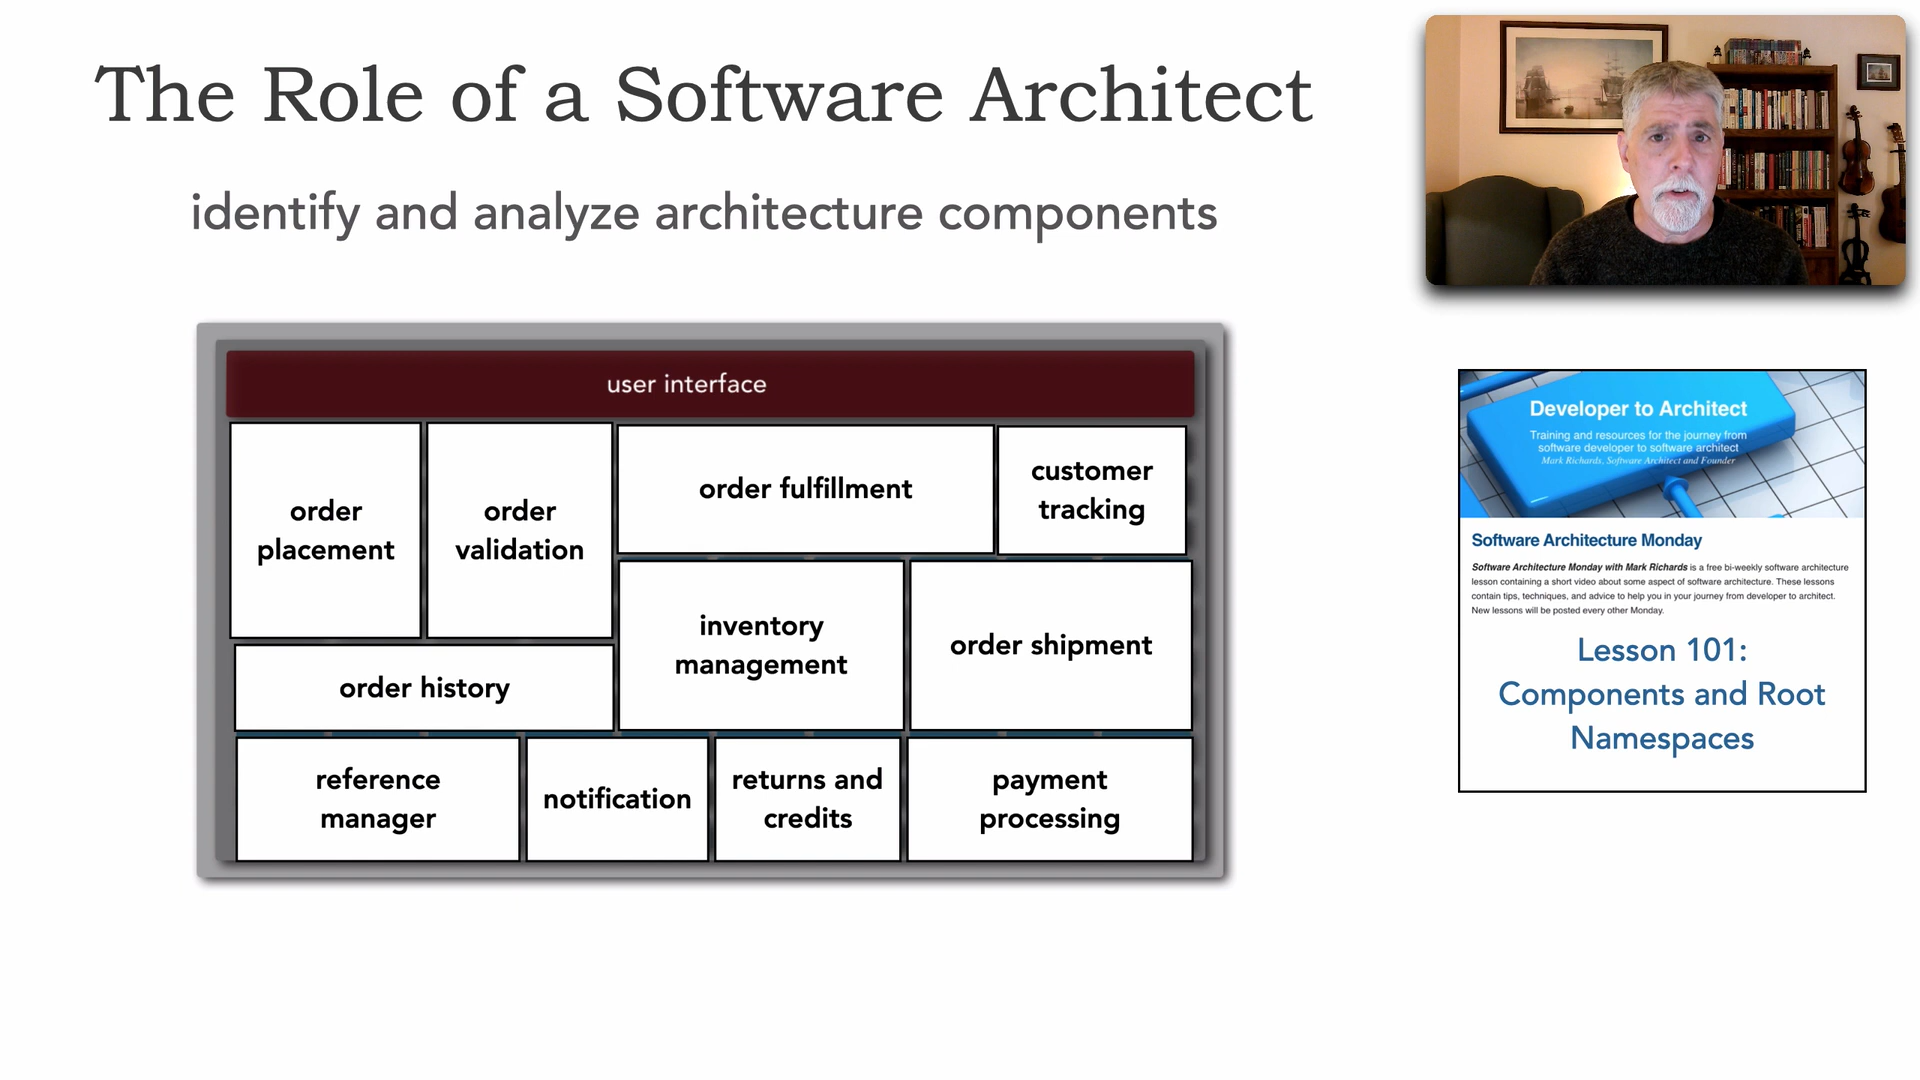 The Role of a Software Architect
identify and analyze architecture components
user interface
order
placement
order
validation
order fulfillment
customer
tracking
inventory
management
order shipment
order history
reference
manager
notification
returns and
credits
payment
processing
Developer to Architect
Training and resources for the journey from
software developer to software architect
Mark Richards, Software Architect and Founder
Software Architecture Monday
Software Architecture Monday with Mark Richards is a free bi-weekly software architecture
lesson containing a short video about some aspect of software architecture. These lessons
contain tips, techniques, and advice to help you in your journey from developer to architect.
New lessons will be posted every other Monday.
Lesson 101:
Components and Root
Namespaces